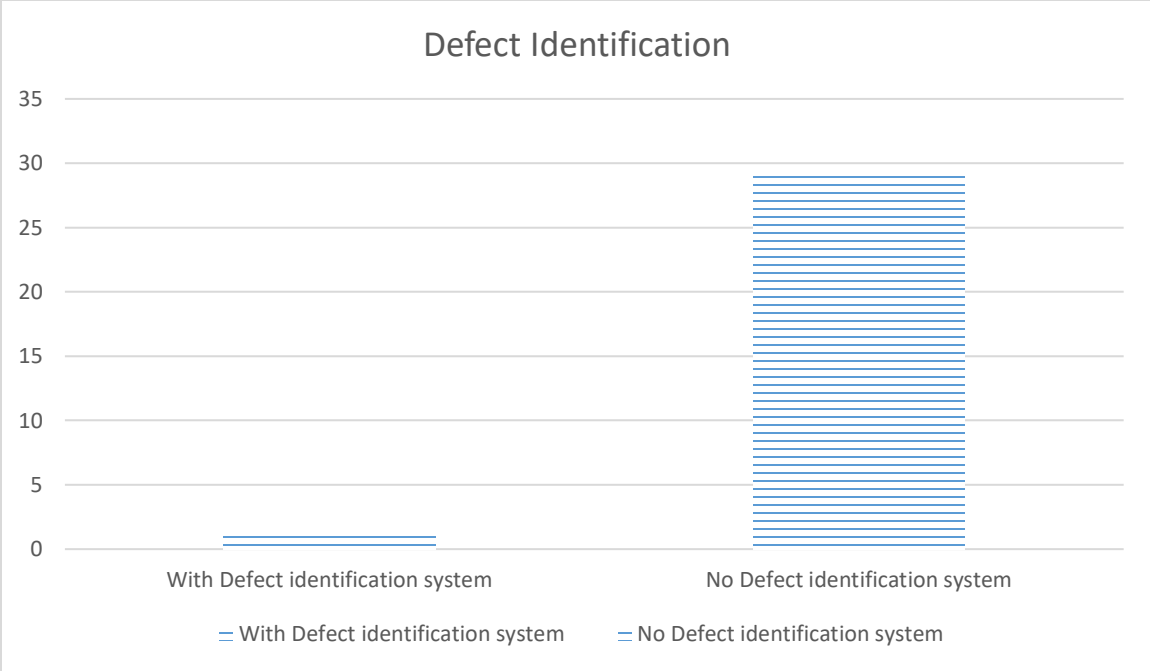 Defect Identification
35
30
25
20
15
10
5
0
With Defect identification system No Defect identification system
With Defect identification system No Defect identification system